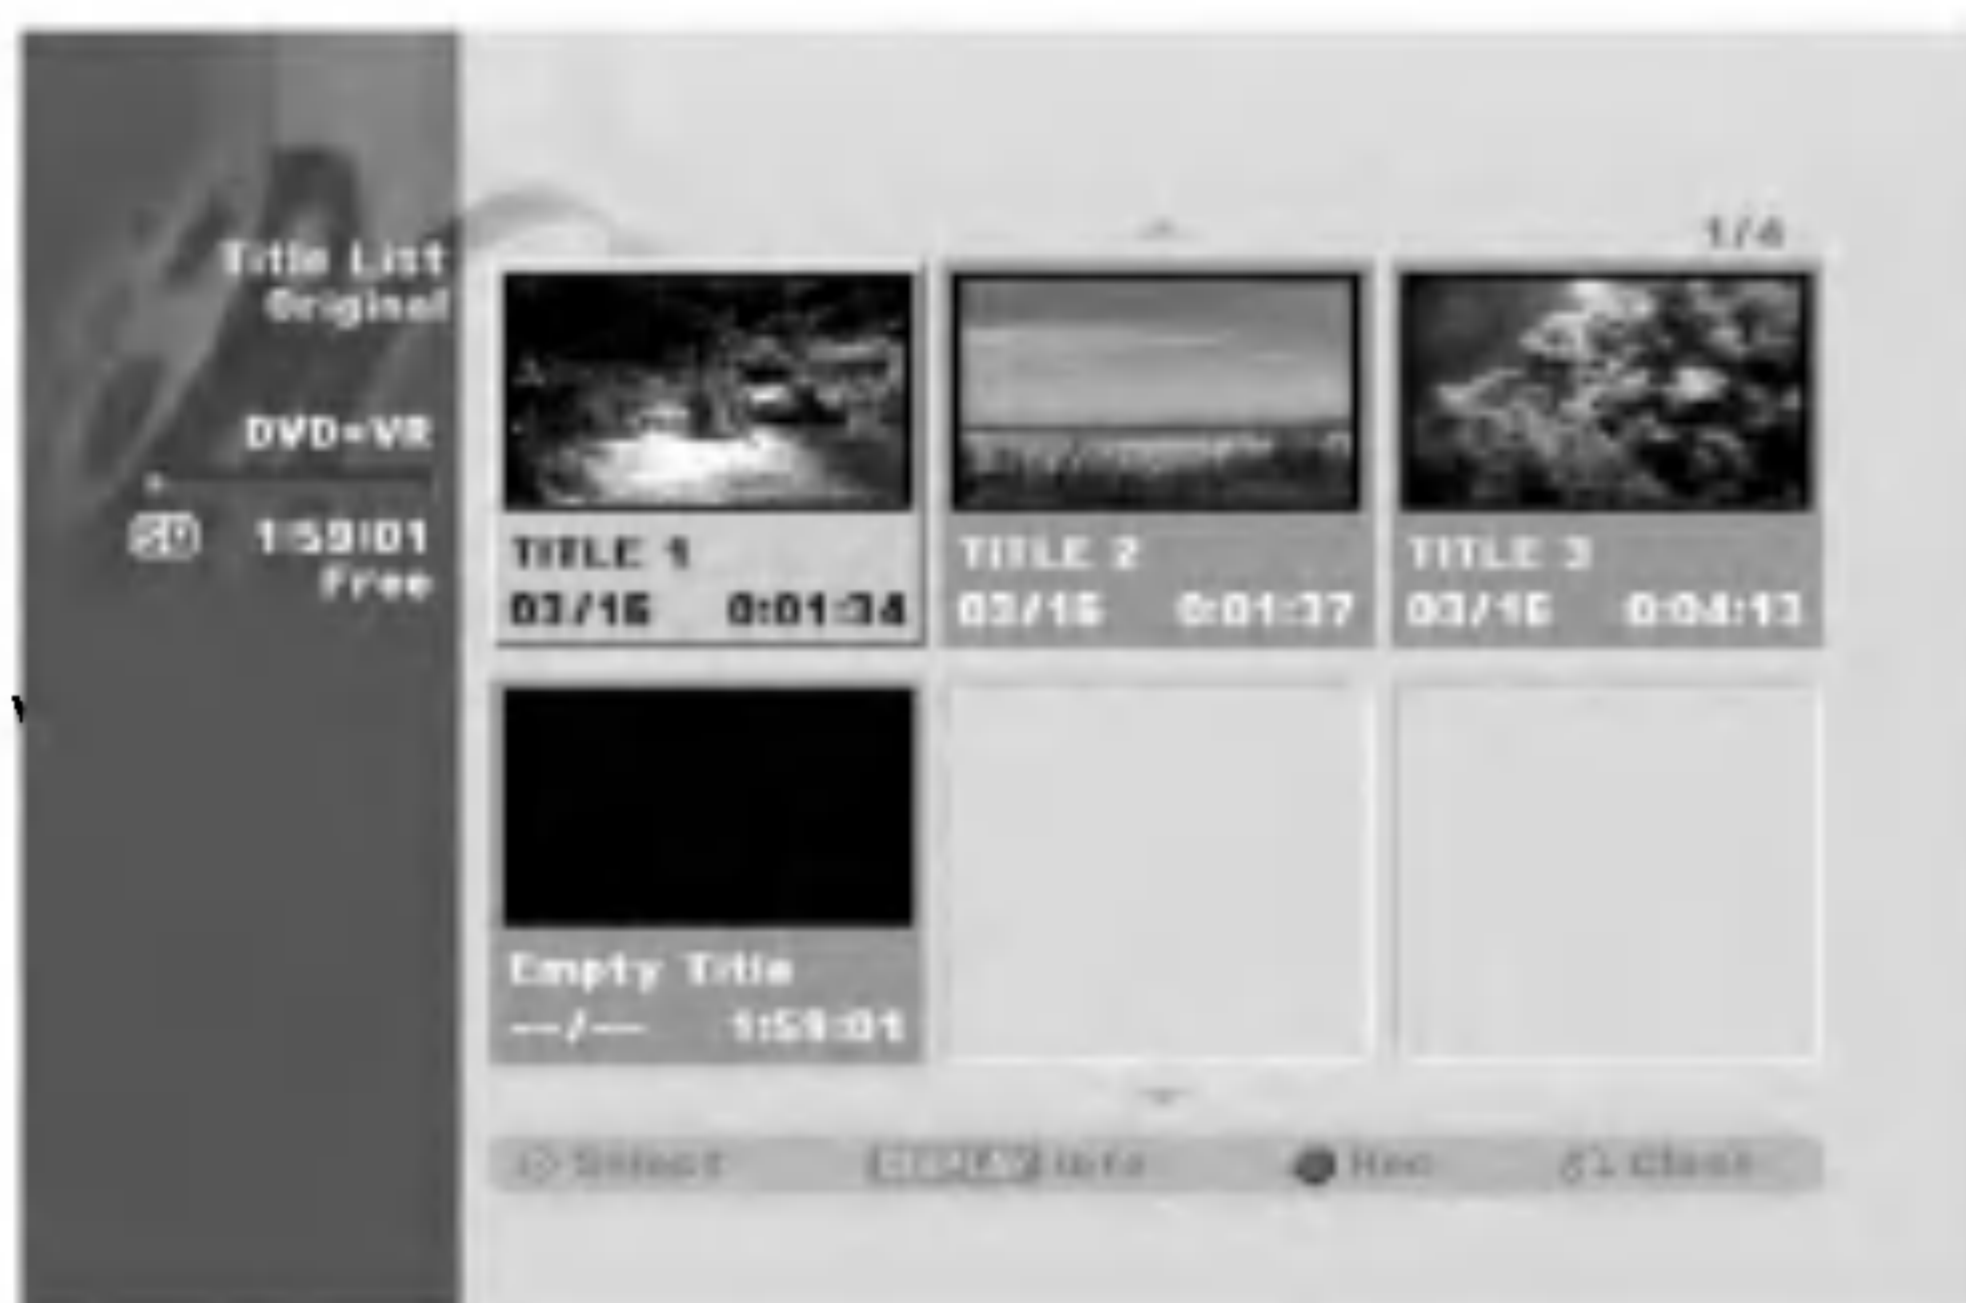 Title List
Original
DVD-VR
1:59:01
Free
1/4
TITLE 1
03/16 0:01:34
TITLE 2
03/16 0:01:37
TITLE 3
03/16 0:04:13
Empty Title
--/-- 1:59:01
Select Info Rec Close